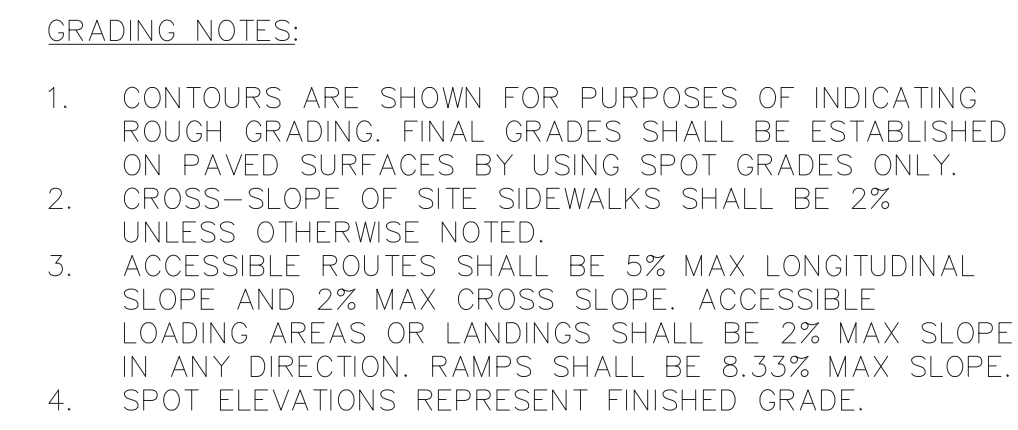 GRADING NOTES:
1. CONTOURS ARE SHOWN FOR PURPOSES OF INDICATING
ROUGH GRADING. FINAL GRADES SHALL BE ESTABLISHED
ON PAVED SURFACES BY USING SPOT GRADES ONLY.
2. CROSS-SLOPE OF SITE SIDEWALKS SHALL BE 2%
UNLESS OTHERWISE NOTED.
3. ACCESSIBLE ROUTES SHALL BE 5% MAX LONGITUDINAL
SLOPE AND 2% MAX CROSS SLOPE. ACCESSIBLE
LOADING AREAS OR LANDINGS SHALL BE 2% MAX SLOPE
IN ANY DIRECTION. RAMPS SHALL BE 8.33% MAX SLOPE.
4. SPOT ELEVATIONS REPRESENT FINISHED GRADE.